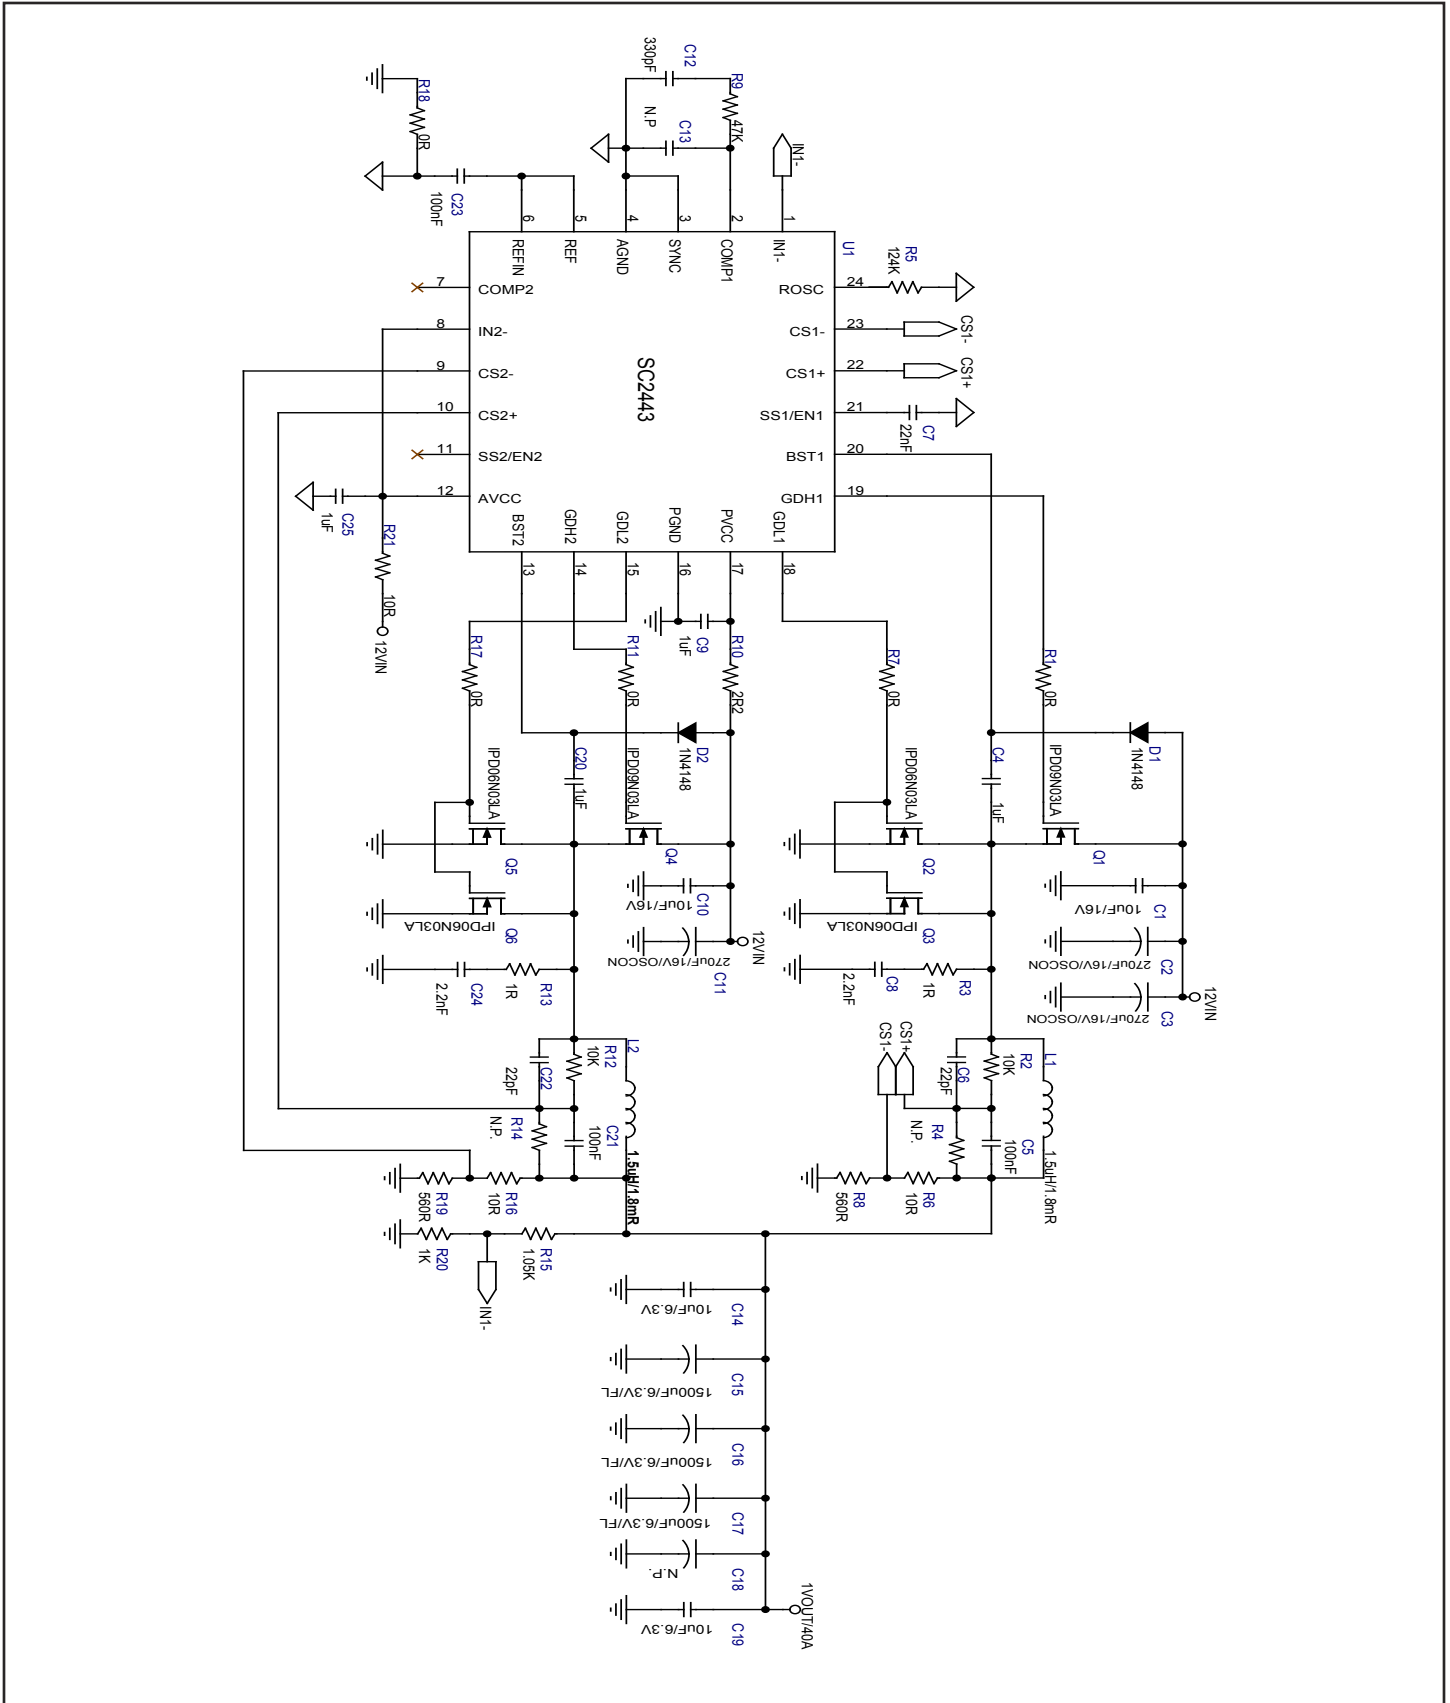 C12
330pF
R9
47K
C13
N.P
R18
0R
C23
100nF
IN1-
1
2
3
4
5
6
IN1-
COMP1
SYNC
AGND
REF
REFIN
U1
SC2443
7
COMP2
8
IN2-
9
CS2-
10
CS2+
11
SS2/EN2
12
AVCC
ROSC
24
CS1-
23
CS1+
22
SS1/EN1
21
BST1
20
GDH1
19
BST2
GDH2
GDL2
PGND
PVCC
GDL1
13
14
15
16
17
18
R5
124K
CS1-
CS1+
C7
22nF
C25
1uF
R21
10R
12VIN
R17
0R
R11
0R
C9
1uF
R10
2R2
R7
0R
R1
0R
D2
1N4148
D1
1N4148
C20
1uF
C4
1uF
IPD06N03LA
Q5
IPD09N03LA
Q4
IPD06N03LA
Q2
IPD09N03LA
Q1
IPD06N03LA
Q6
IPD06N03LA
Q3
C10
10uF/16V
C11
270uF/16V/OSCON
12VIN
C1
10uF/16V
C2
270uF/16V/OSCON
C3
270uF/16V/OSCON
12VIN
C24
2.2nF
R13
1R
C8
2.2nF
R3
1R
L2
1.5uH/1.8mR
R12
10K
C22
22pF
C21
100nF
R14
N.P.
CS1-
CS1+
L1
1.5uH/1.8mR
R2
10K
C6
22pF
C5
100nF
R4
N.P.
R19
560R
R16
10R
R8
560R
R6
10R
R20
1K
R15
1.05K
IN1-
C14
10uF/6.3V
C15
1500uF/6.3V/FL
C16
1500uF/6.3V/FL
C17
1500uF/6.3V/FL
C18
N.P.
C19
10uF/6.3V
1VOUT/40A